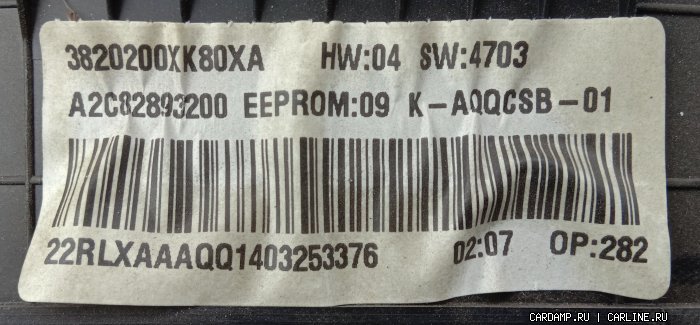 3820200XK80XA HW:04 SW:4703
A2C82893200 EEPROM:09 K-AQQCSB-01
22RLXAAAQQ1403253376 02:07 OP:282
CARDAMP.RU | CARLINE.RU